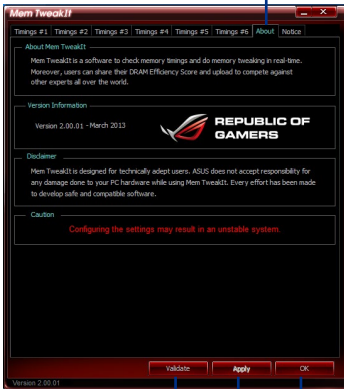 Mem TweakIt
Timings #1 Timings #2 Timings #3 Timings #4 Timings #5 Timings #6 About Notice
About Mem TweakIt
Mem TweakIt is a software to check memory timings and do memory tweaking in real-time.
Moreover, users can share their DRAM Efficiency Score and upload to compete against
other experts all over the world.
Version Information
Version 2.00.01 - March 2013
REPUBLIC OF
GAMERS
Disclaimer
Mem TweakIt is designed for technically adept users. ASUS does not accept responsibility for
any damage done to your PC hardware while using Mem TweakIt. Every effort has been made
to develop safe and compatible software.
Caution
Configuring the settings may result in an unstable system.
Validate Apply OK
Version 2.00.01